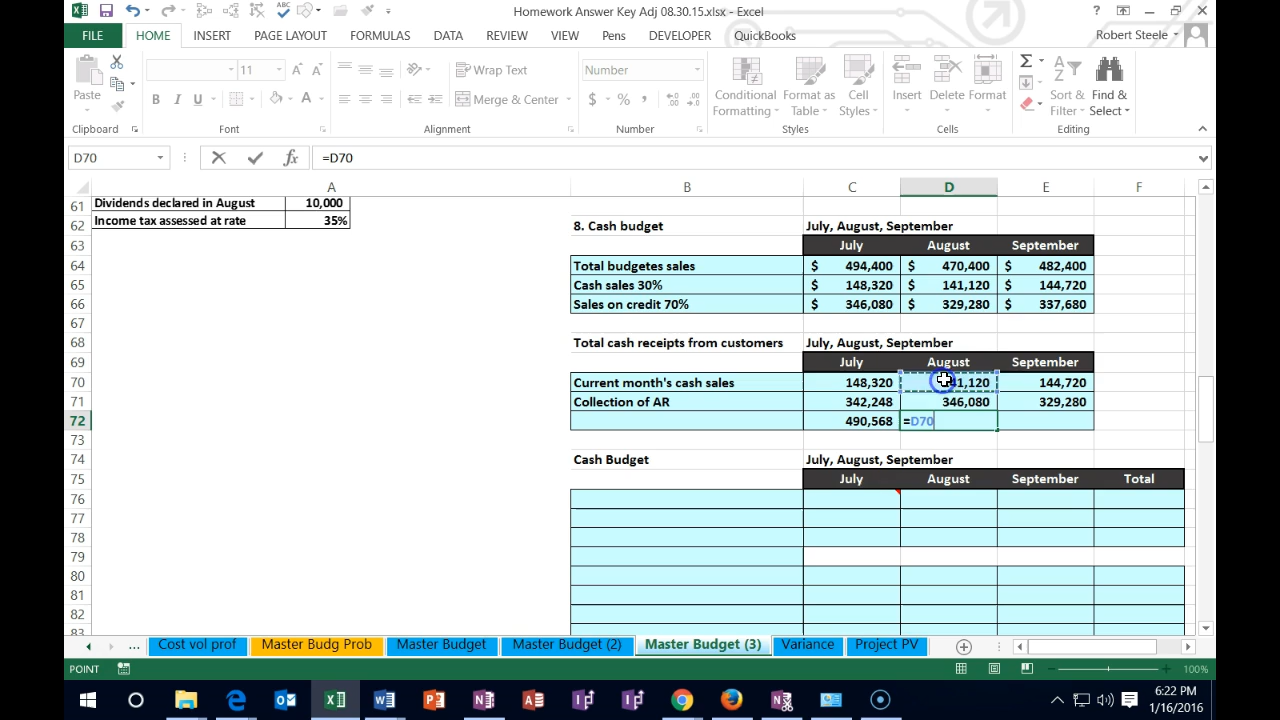 Homework Answer Key Adj 08.30.15.xlsx - Excel
FILE HOME INSERT PAGE LAYOUT FORMULAS DATA REVIEW VIEW Pens DEVELOPER QuickBooks Robert Steele
11 Wrap Text Number
Paste B I U A Merge & Center $ % , Conditional Formatting Format as Table Cell Styles Insert Delete Format Sort & Filter Find & Select
Clipboard Font Alignment Number Styles Cells Editing
D70 fx =D70
A B C D E F
61 Dividends declared in August 10,000
62 Income tax assessed at rate 35% 8. Cash budget July, August, September
63 July August September
64 Total budgetes sales $ 494,400 $ 470,400 $ 482,400
65 Cash sales 30% $ 148,320 $ 141,120 $ 144,720
66 Sales on credit 70% $ 346,080 $ 329,280 $ 337,680
67
68 Total cash receipts from customers July, August, September
69 July August September
70 Current month's cash sales 148,320 41,120 144,720
71 Collection of AR 342,248 346,080 329,280
72 490,568 =D70
73
74 Cash Budget July, August, September
75 July August September Total
76
77
78
79
80
81
82
83
... Cost vol prof Master Budg Prob Master Budget Master Budget (2) Master Budget (3) Variance Project PV
POINT 100%
6:22 PM
1/16/2016